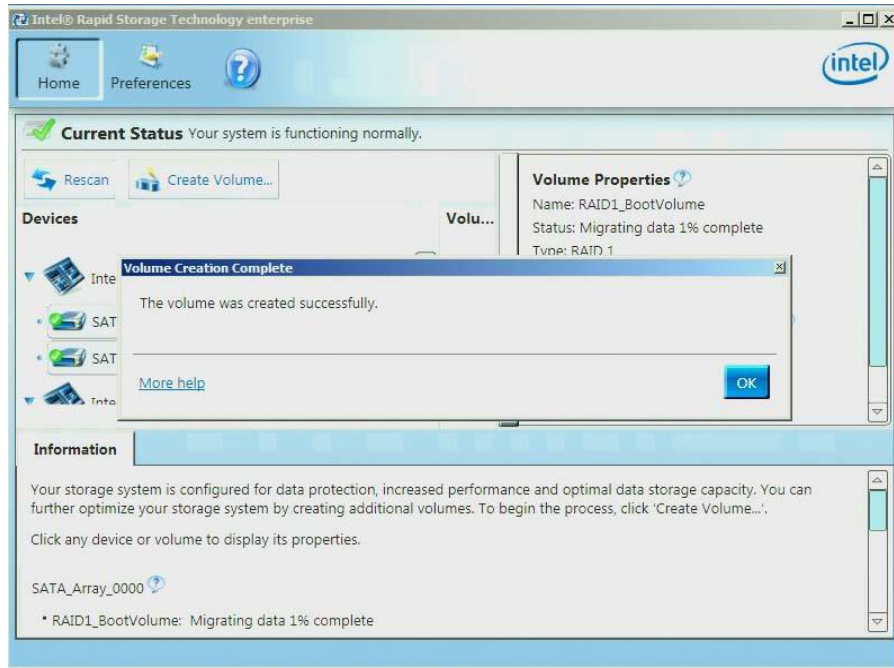 Intel® Rapid Storage Technology enterprise
Home
Preferences
?
intel
Current Status Your system is functioning normally.
Rescan
Create Volume...
Devices
Volu...
Volume Properties ?
Name: RAID1_BootVolume
Status: Migrating data 1% complete
Type: RAID 1
Inte
Volume Creation Complete
The volume was created successfully.
SAT
SAT
More help
OK
Inte
Information
Your storage system is configured for data protection, increased performance and optimal data storage capacity. You can
further optimize your storage system by creating additional volumes. To begin the process, click 'Create Volume...'.
Click any device or volume to display its properties.
SATA_Array_0000 ?
• RAID1_BootVolume: Migrating data 1% complete